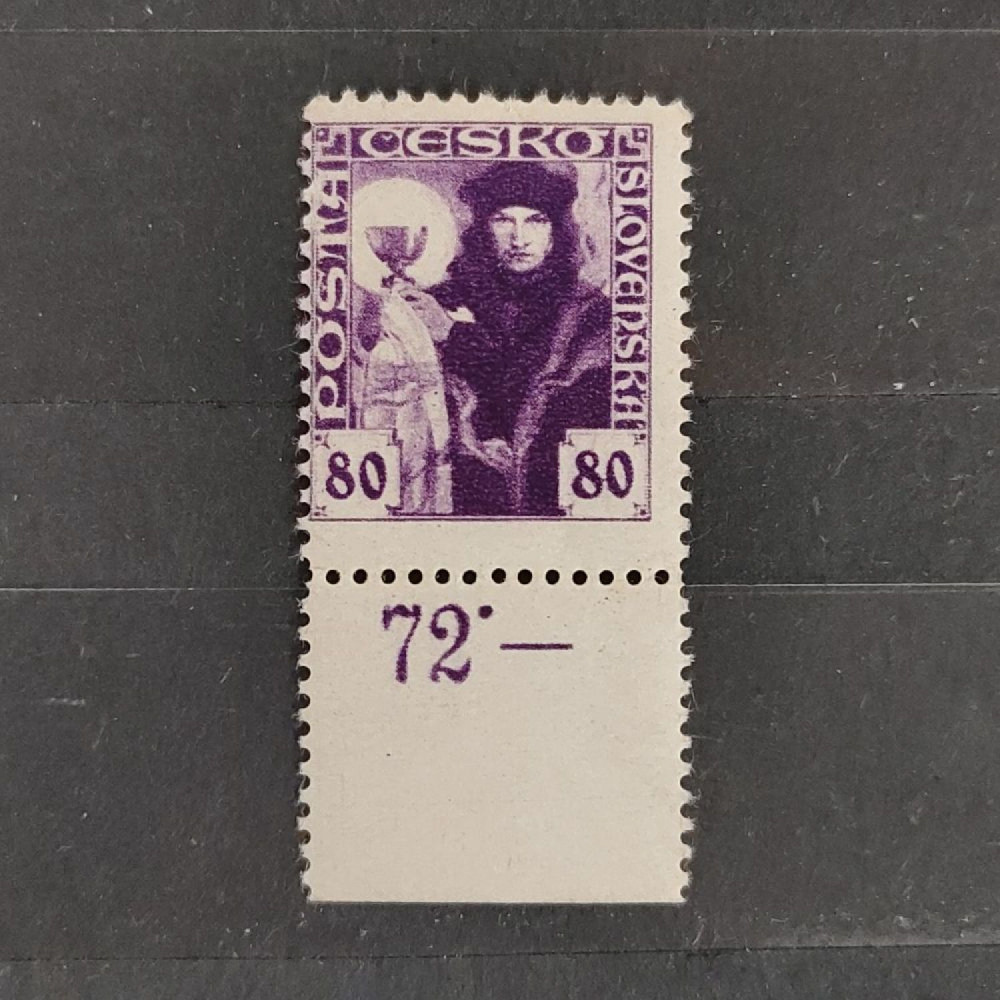 POŠTA
ČESKO
SLOVENSKÁ
80
80
72·—